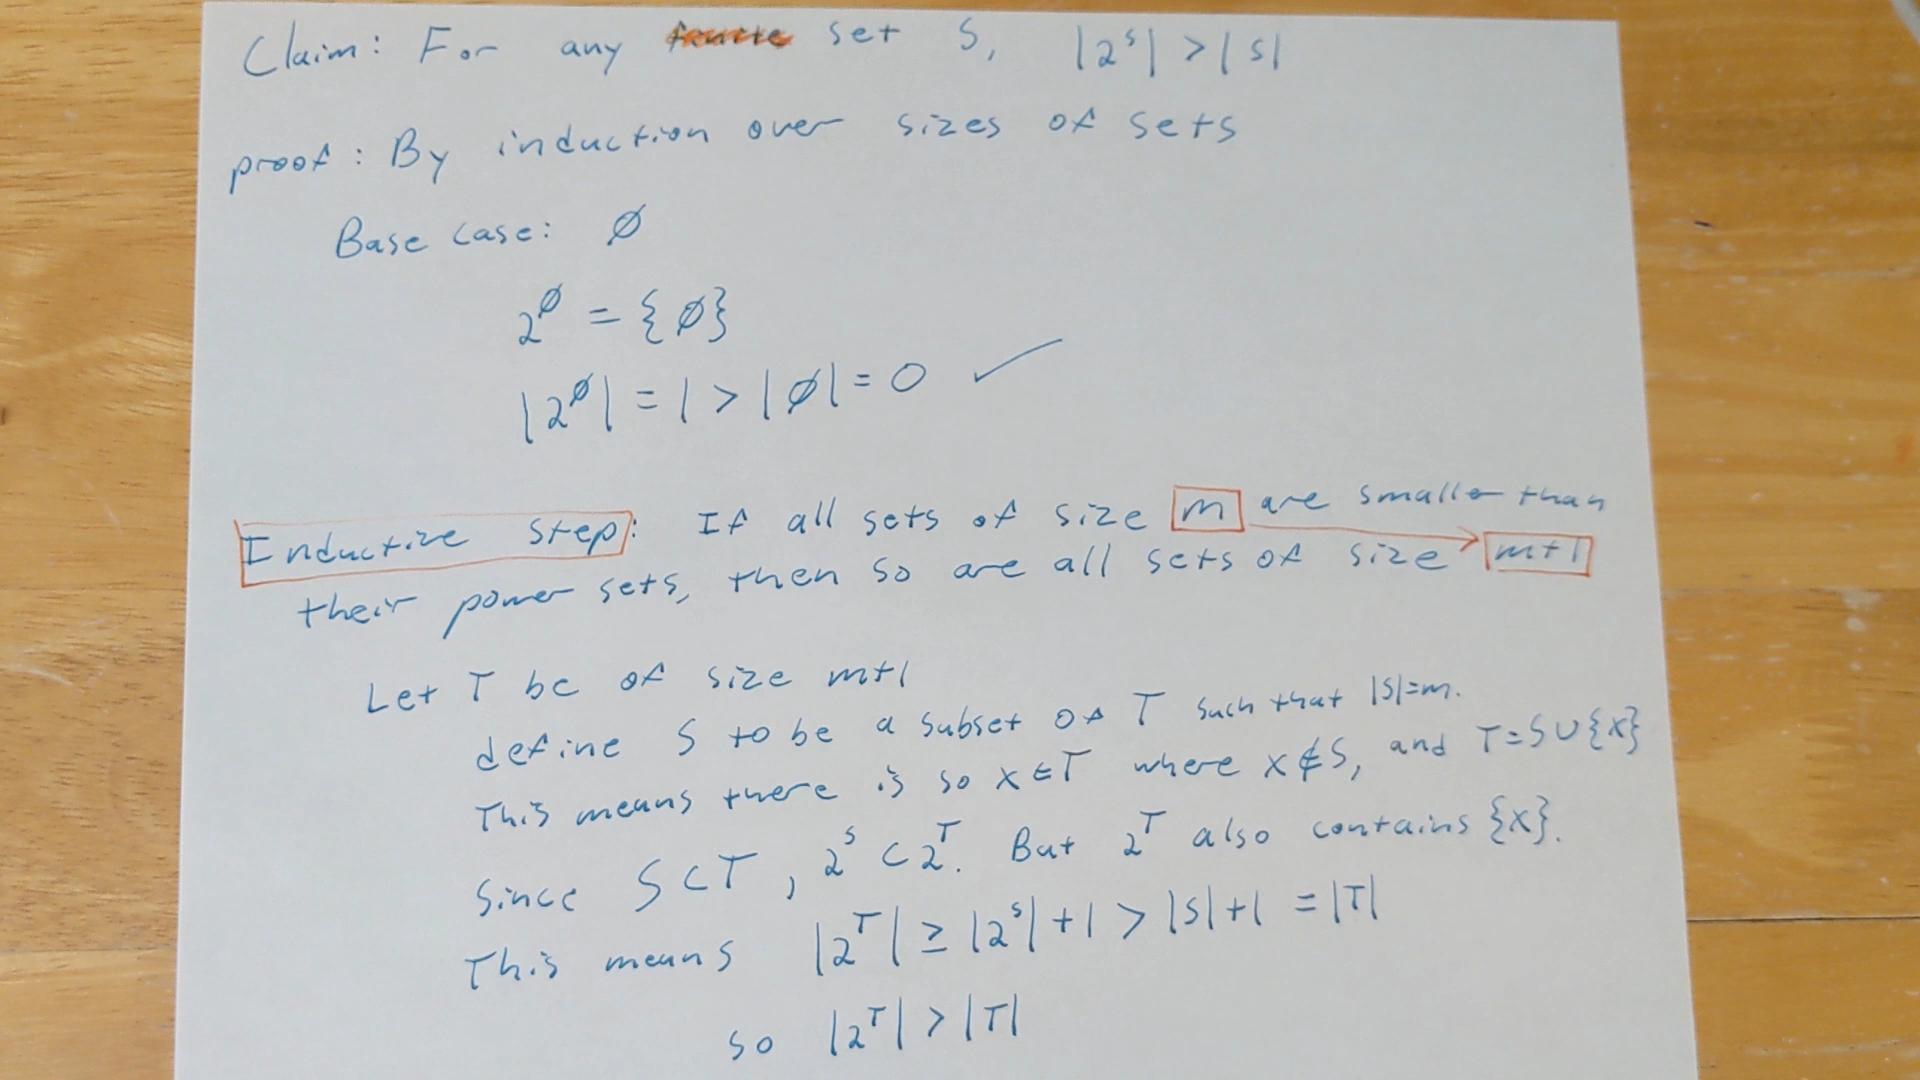 Claim: For any finite set S, |2^S| > |S|
proof: By induction over sizes of sets
Base case: ∅
2^∅ = {∅}
|2^∅| = 1 > |∅| = 0 ✓
Inductive Step: If all sets of size m are smaller than
their power sets, then so are all sets of size m+1
Let T be of size m+1
define S to be a subset of T such that |S|=m.
This means there is so x ∈ T where x ∉ S, and T = S ∪ {x}
Since S ⊂ T, 2^S ⊂ 2^T. But 2^T also contains {x}.
This means |2^T| ≥ |2^S| + 1 > |S| + 1 = |T|
so |2^T| > |T|